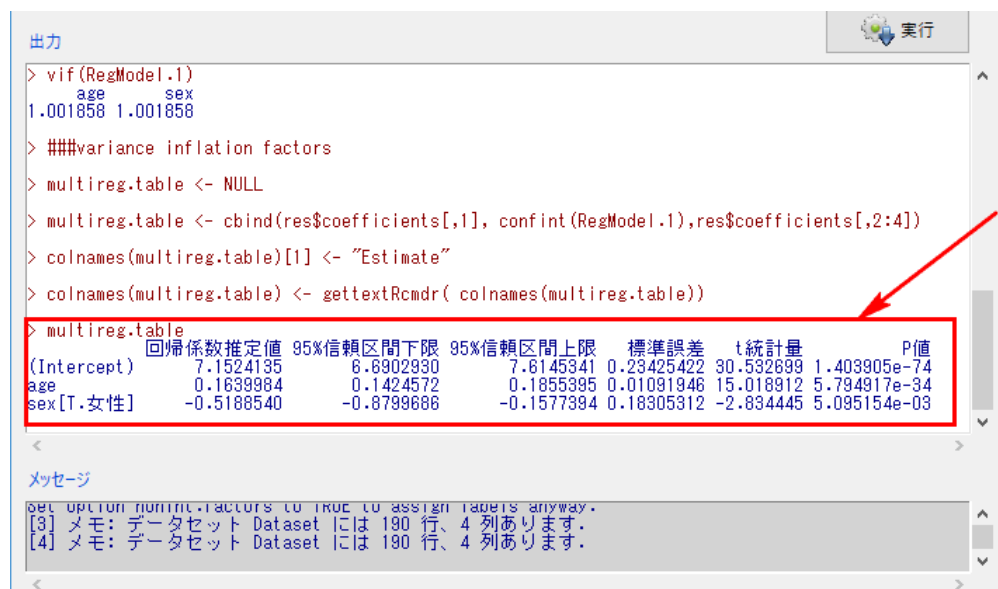 実行
出力
> vif(RegModel.1)
age sex
1.001858 1.001858
> ###variance inflation factors
> multireg.table <- NULL
> multireg.table <- cbind(res$coefficients[,1], confint(RegModel.1),res$coefficients[,2:4])
> colnames(multireg.table)[1] <- "Estimate"
> colnames(multireg.table) <- gettextRcmdr( colnames(multireg.table))
> multireg.table
回帰係数推定値 95%信頼区間下限 95%信頼区間上限 標準誤差 t統計量 P値
(Intercept) 7.1524135 6.6902930 7.6145341 0.23425422 30.532699 1.403905e-74
age 0.1639984 0.1424572 0.1855395 0.01091946 15.018912 5.794917e-34
sex[T.女性] -0.5188540 -0.8799686 -0.1577394 0.18305312 -2.834445 5.095154e-03
メッセージ
Set option nonint.factors to TRUE to assign labels anyway.
[3] メモ: データセット Dataset には 190 行、4 列あります.
[4] メモ: データセット Dataset には 190 行、4 列あります.